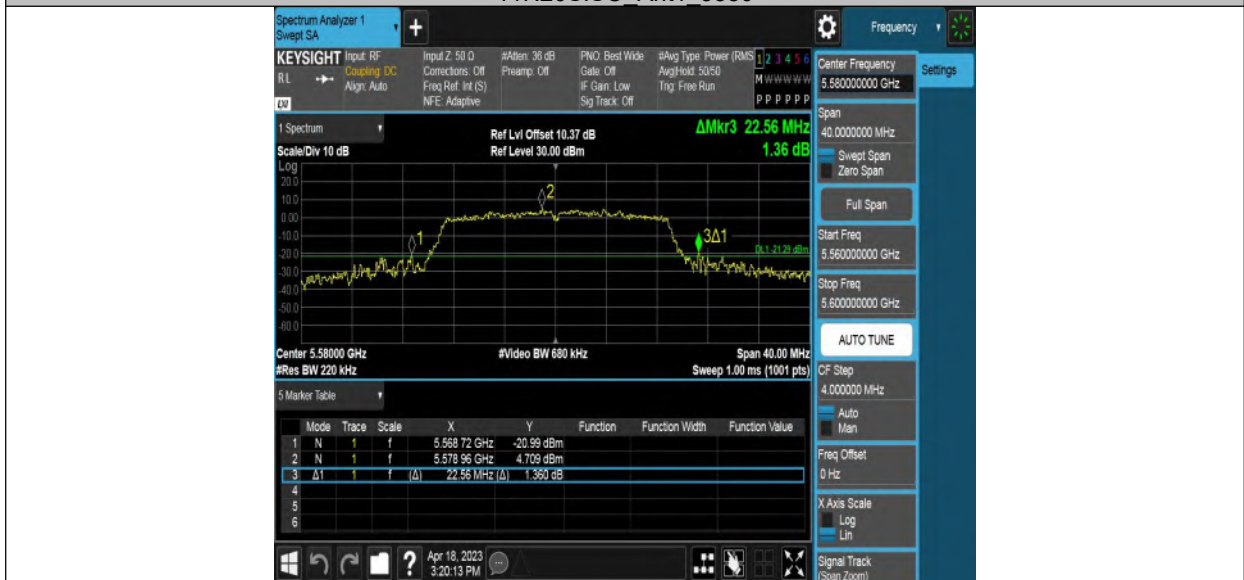 Spectrum Analyzer 1
Swept SA
+
Frequency
KEYSIGHT
RL
LXI
Input: RF
Coupling: DC
Align: Auto
Input Z: 50 Ω
Corrections: Off
Freq Ref: Int (S)
NFE: Adaptive
#Atten: 36 dB
Preamp: Off
PNO: Best Wide
Gate: Off
IF Gain: Low
Sig Track: Off
#Avg Type: Power (RMS
Avg|Hold: 50/50
Trig: Free Run
1 2 3 4 5 6
M W W W W W
P P P P P P
Center Frequency
5.580000000 GHz
Settings
1 Spectrum
Scale/Div 10 dB
Ref Lvl Offset 10.37 dB
Ref Level 30.00 dBm
ΔMkr3 22.56 MHz
1.36 dB
Span
40.0000000 MHz
Swept Span
Zero Span
Full Span
Log
20.0
10.0
0.00
-10.0
-20.0
-30.0
-40.0
-50.0
-60.0
1
2
3Δ1
DL1 -21.29 dBm
Start Freq
5.560000000 GHz
Stop Freq
5.600000000 GHz
AUTO TUNE
Center 5.58000 GHz
#Video BW 680 kHz
Span 40.00 MHz
#Res BW 220 kHz
Sweep 1.00 ms (1001 pts)
CF Step
4.000000 MHz
Auto
Man
5 Marker Table
Mode Trace Scale X Y Function Function Width Function Value
1 N 1 f 5.568 72 GHz -20.99 dBm
2 N 1 f 5.578 96 GHz 4.709 dBm
3 Δ1 1 f (Δ) 22.56 MHz (Δ) 1.360 dB
4
5
6
Freq Offset
0 Hz
X Axis Scale
Log
Lin
Signal Track
(Span Zoom)
?
Apr 18, 2023
3:20:13 PM